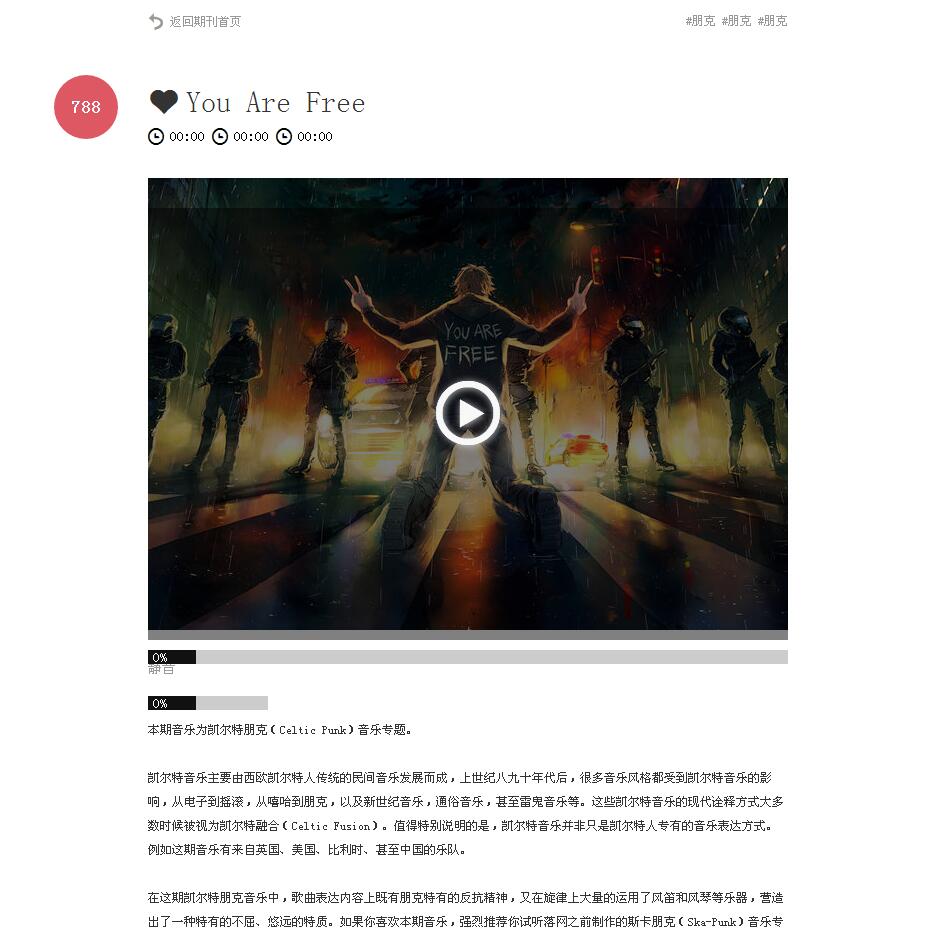 返回期刊首页
#朋克 #朋克 #朋克
788
You Are Free
00:00 00:00 00:00
YOU ARE
FREE
0%
静音
0%
本期音乐为凯尔特朋克（Celtic Punk）音乐专题。
凯尔特音乐主要由西欧凯尔特人传统的民间音乐发展而成，上世纪八九十年代后，很多音乐风格都受到凯尔特音乐的影
响，从电子到摇滚，从嘻哈到朋克，以及新世纪音乐，通俗音乐，甚至雷鬼音乐等。这些凯尔特音乐的现代诠释方式大多
数时候被视为凯尔特融合（Celtic Fusion）。值得特别说明的是，凯尔特音乐并非只是凯尔特人专有的音乐表达方式。
例如这期音乐有来自英国、美国、比利时、甚至中国的乐队。
在这期凯尔特朋克音乐中，歌曲表达内容上既有朋克特有的反抗精神，又在旋律上大量的运用了风笛和风琴等乐器，营造
出了一种特有的不屈、悠远的特质。如果你喜欢本期音乐，强烈推荐你试听落网之前制作的斯卡朋克（Ska-Punk）音乐专